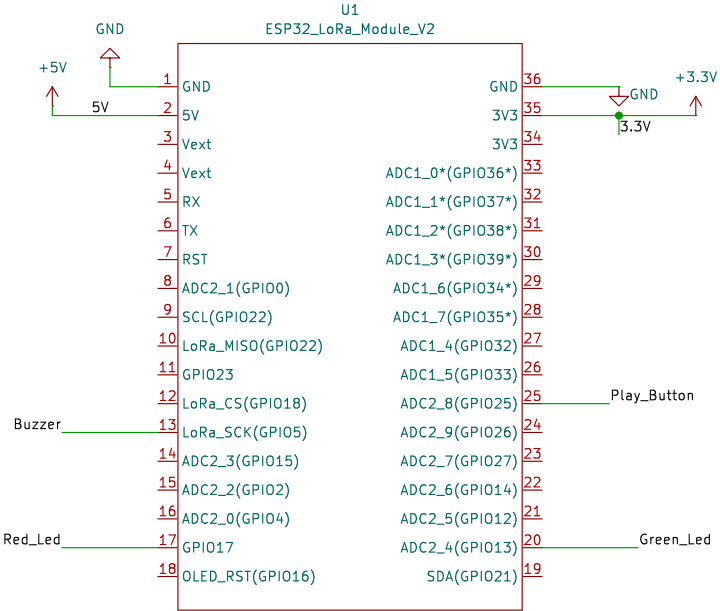 U1
ESP32_LoRa_Module_V2
GND
+5V
5V
1 GND
2 5V
3 Vext
4 Vext
5 RX
6 TX
7 RST
8 ADC2_1(GPIO0)
9 SCL(GPIO22)
10 LoRa_MISO(GPIO22)
11 GPIO23
12 LoRa_CS(GPIO18)
Buzzer 13 LoRa_SCK(GPIO5)
14 ADC2_3(GPIO15)
15 ADC2_2(GPIO2)
16 ADC2_0(GPIO4)
Red_Led 17 GPIO17
18 OLED_RST(GPIO16)
GND 36
3V3 35
3V3 34
ADC1_0*(GPIO36*) 33
ADC1_1*(GPIO37*) 32
ADC1_2*(GPIO38*) 31
ADC1_3*(GPIO39*) 30
ADC1_6(GPIO34*) 29
ADC1_7(GPIO35*) 28
ADC1_4(GPIO32) 27
ADC1_5(GPIO33) 26
ADC2_8(GPIO25) 25 Play_Button
ADC2_9(GPIO26) 24
ADC2_7(GPIO27) 23
ADC2_6(GPIO14) 22
ADC2_5(GPIO12) 21
ADC2_4(GPIO13) 20 Green_Led
SDA(GPIO21) 19
+3.3V
GND
3.3V